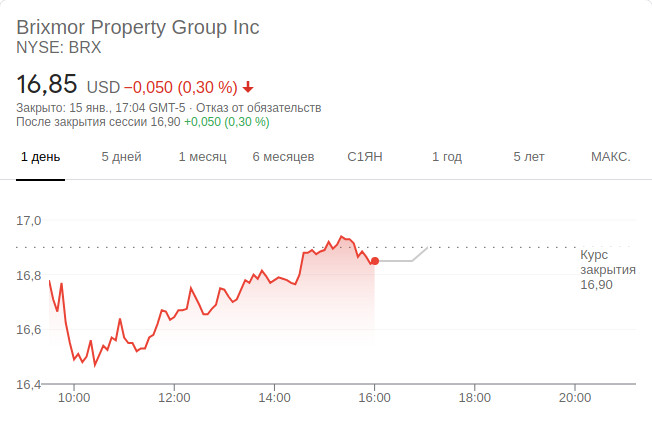 Brixmor Property Group Inc
NYSE: BRX
16,85 USD −0,050 (0,30 %)
Закрыто: 15 янв., 17:04 GMT-5 · Отказ от обязательств
После закрытия сессии 16,90 +0,050 (0,30 %)
1 день 5 дней 1 месяц 6 месяцев С1ЯН 1 год 5 лет МАКС.
17,0
16,8
16,6
16,4
Курс
закрытия
16,90
10:00 12:00 14:00 16:00 18:00 20:00